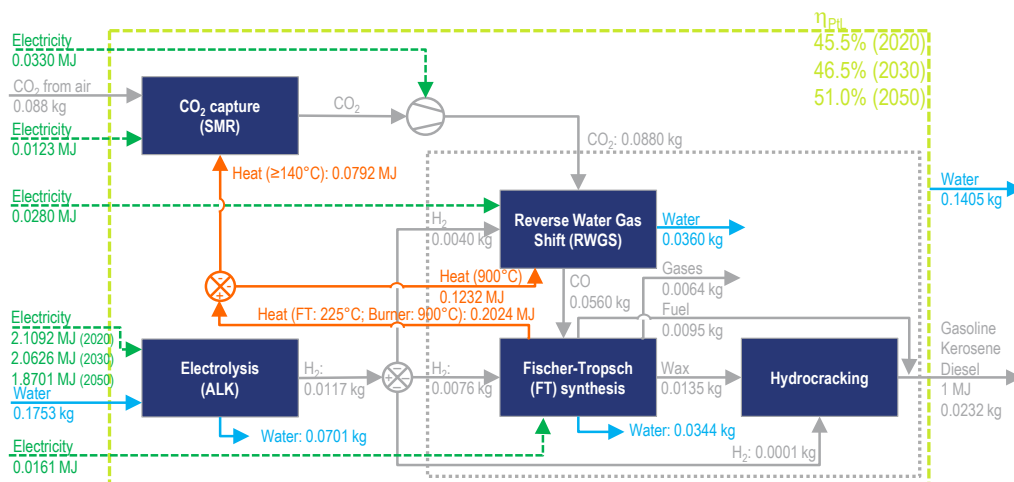 Electricity
0.0330 MJ
CO₂ from air
0.088 kg
Electricity
0.0123 MJ
CO₂ capture
(SMR)
CO₂
η_PtL
45.5% (2020)
46.5% (2030)
51.0% (2050)
CO₂: 0.0880 kg
Heat (≥140°C): 0.0792 MJ
Electricity
0.0280 MJ
H₂
0.0040 kg
Reverse Water Gas
Shift (RWGS)
Water
0.0360 kg
Water
0.1405 kg
Heat (900°C)
0.1232 MJ
CO
0.0560 kg
Gases
0.0064 kg
Heat (FT: 225°C; Burner: 900°C): 0.2024 MJ
Fuel
0.0095 kg
Electricity
2.1092 MJ (2020)
2.0626 MJ (2030)
1.8701 MJ (2050)
Water
0.1753 kg
Electrolysis
(ALK)
H₂:
0.0117 kg
H₂:
0.0076 kg
Fischer-Tropsch
(FT) synthesis
Wax
0.0135 kg
Hydrocracking
Gasoline
Kerosene
Diesel
1 MJ
0.0232 kg
Water: 0.0701 kg
Water: 0.0344 kg
Electricity
0.0161 MJ
H₂: 0.0001 kg